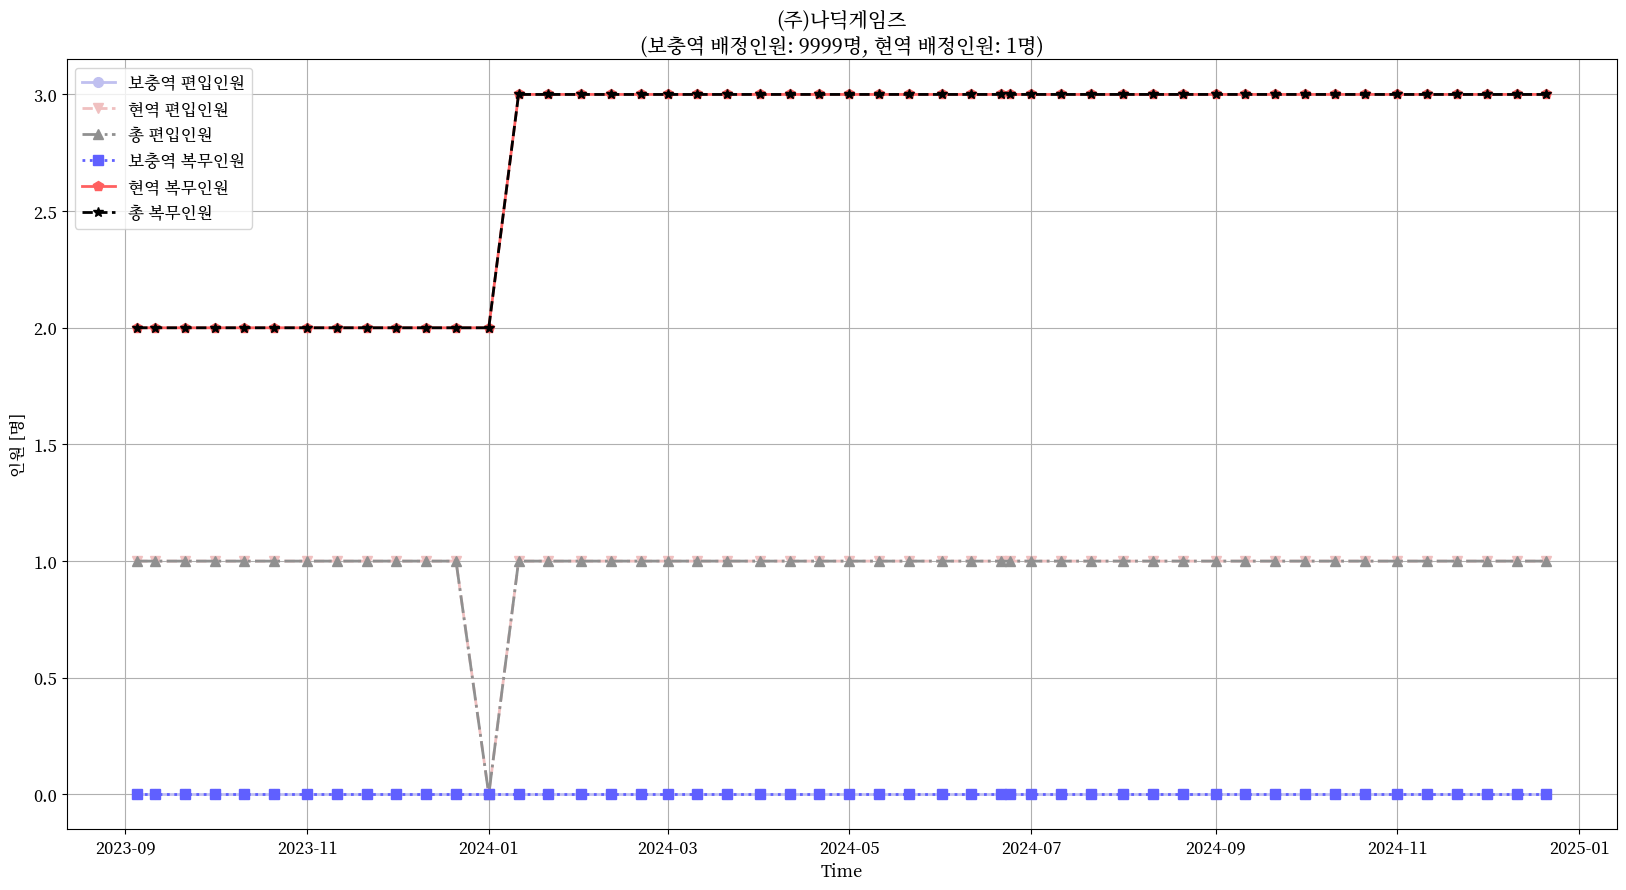 (주)나딕게임즈
(보충역 배정인원: 9999명, 현역 배정인원: 1명)
보충역 편입인원
현역 편입인원
총 편입인원
보충역 복무인원
현역 복무인원
총 복무인원
3.0
2.5
2.0
1.5
1.0
0.5
0.0
인원 [명]
2023-09 2023-11 2024-01 2024-03 2024-05 2024-07 2024-09 2024-11 2025-01
Time